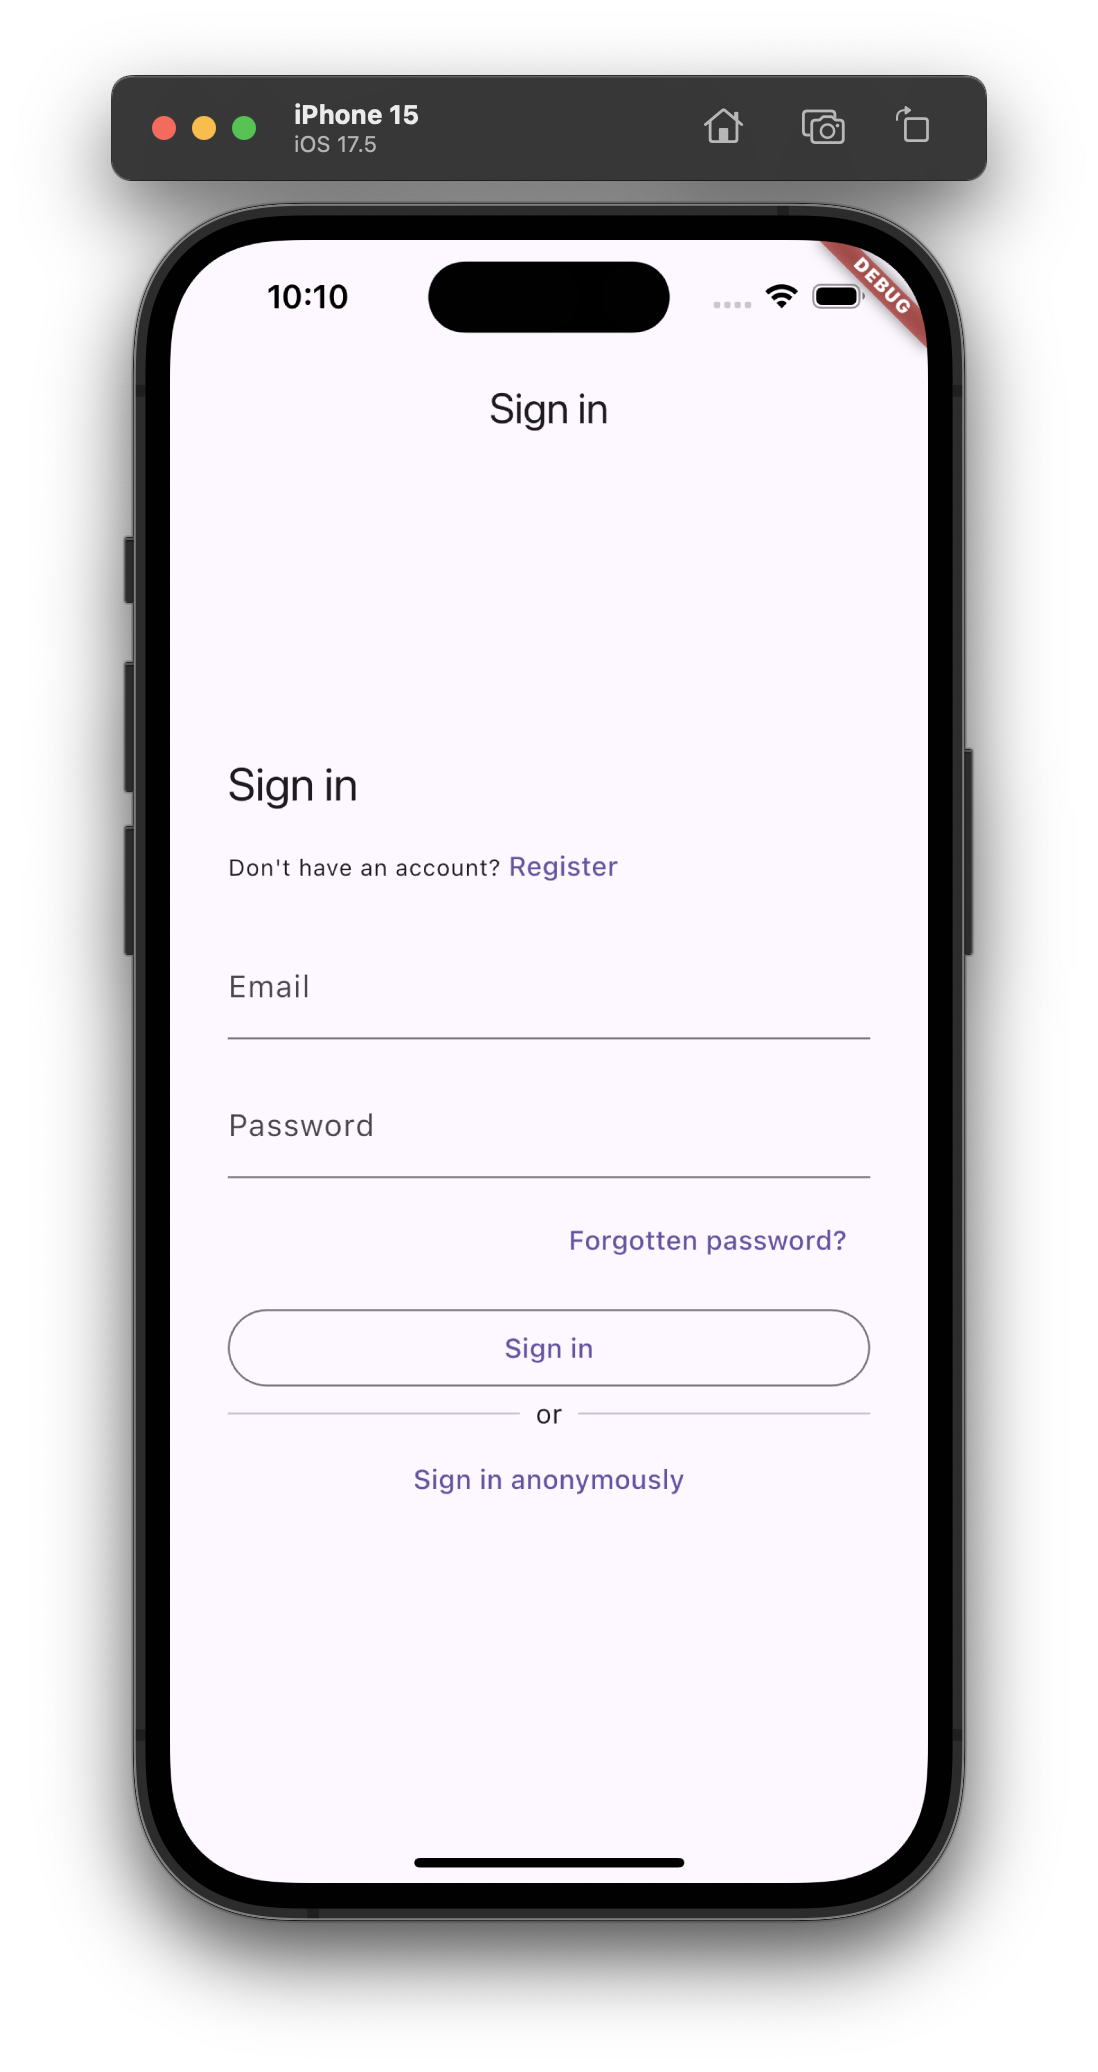 iPhone 15
iOS 17.5
10:10
DEBUG
Sign in
Sign in
Don't have an account? Register
Email
Password
Forgotten password?
Sign in
or
Sign in anonymously